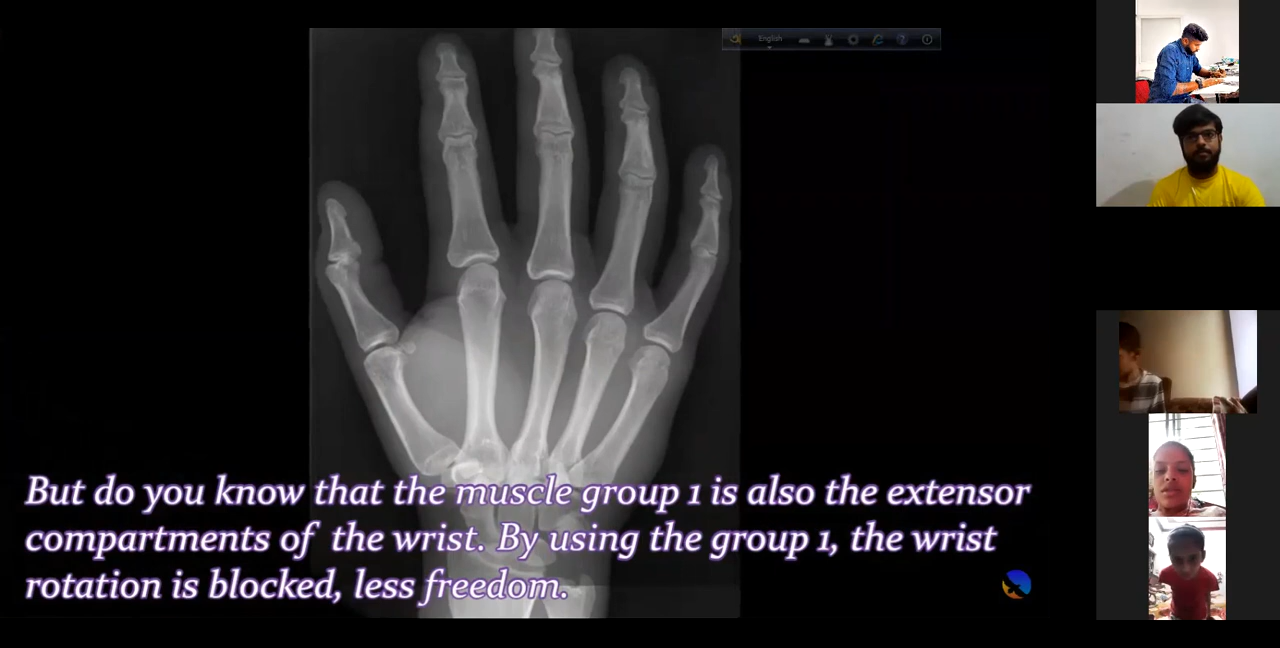 English
But do you know that the muscle group 1 is also the extensor
compartments of the wrist. By using the group 1, the wrist
rotation is blocked, less freedom.